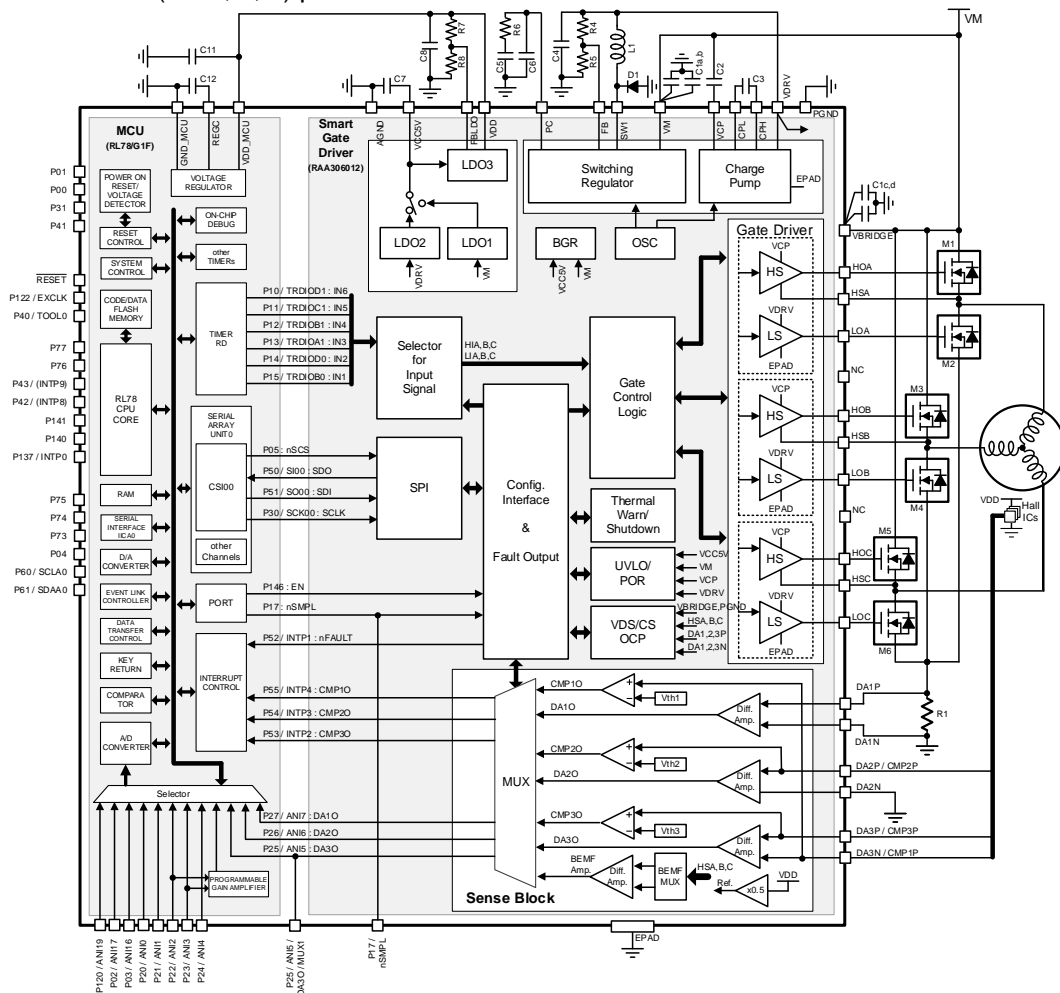 VM
C11
C12
C8
R7
R8
R6
C5
C6
C4
R4
R5
L1
D1
C1a,b
C2
C3
VDRV
PGND
C7
GND_MCU
REGC
VDD_MCU
AGND
VCC5V
FBLDO
VDD
PC
FB
SW1
VM
VCP
CPL
CPH
MCU
(RL78/G1F)
Smart
Gate
Driver
(RAA306012)
P01
P00
P31
P41
RESET
P122 / EXCLK
P40 / TOOL0
P77
P76
P43 / (INTP9)
P42 / (INTP8)
P141
P140
P137 / INTP0
P75
P74
P73
P04
P60 / SCLA0
P61 / SDAA0
POWER ON
RESET/
VOLTAGE
DETECTOR
RESET
CONTROL
SYSTEM
CONTROL
CODE/DATA
FLASH
MEMORY
RL78
CPU
CORE
RAM
SERIAL
INTERFACE
IICA0
D/A
CONVERTER
EVENT LINK
CONTROLLER
DATA
TRANSFER
CONTROL
KEY
RETURN
COMPARA
TOR
A/D
CONVERTER
VOLTAGE
REGULATOR
ON-CHIP
DEBUG
other
TIMERs
TIMER
RD
SERIAL
ARRAY
UNIT0
CSI00
other
Channels
PORT
INTERRUPT
CONTROL
Selector
PROGRAMMABLE
GAIN AMPLIFIER
P10 / TRDIOD1 : IN6
P11 / TRDIOC1 : IN5
P12 / TRDIOB1 : IN4
P13 / TRDIOA1 : IN3
P14 / TRDIOD0 : IN2
P15 / TRDIOB0 : IN1
P05 : nSCS
P50 / SI00 : SDO
P51 / SO00 : SDI
P30 / SCK00 : SCLK
P146 : EN
P17 : nSMPL
P52 / INTP1 : nFAULT
P55 / INTP4 : CMP1O
P54 / INTP3 : CMP2O
P53 / INTP2 : CMP3O
P27 / ANI7 : DA1O
P26 / ANI6 : DA2O
P25 / ANI5 : DA3O
LDO3
LDO2
LDO1
VDRV
VM
Switching
Regulator
Charge
Pump
EPAD
BGR
OSC
VCC5V
VM
Selector
for
Input
Signal
HIA,B,C
LIA,B,C
SPI
Config.
Interface
&
Fault Output
Gate
Control
Logic
Thermal
Warn/
Shutdown
UVLO/
POR
VDS/CS
OCP
VCC5V
VM
VCP
VDRV
VBRIDGE,PGND
HSA,B,C
DA1,2,3P
DA1,2,3N
Gate Driver
VCP
HS
VDRV
LS
EPAD
VCP
HS
VDRV
LS
EPAD
VCP
HS
VDRV
LS
EPAD
C1c,d
VBRIDGE
HOA
HSA
LOA
NC
HOB
HSB
LOB
NC
HOC
HSC
LOC
M1
M2
M3
M4
M5
M6
VDD
Hall
ICs
DA1P
R1
DA1N
DA2P / CMP2P
DA2N
DA3P / CMP3P
DA3N / CMP1P
MUX
CMP1O
DA1O
CMP2O
DA2O
CMP3O
DA3O
BEMF
Amp.
Vth1
Vth2
Vth3
Diff.
Amp.
Diff.
Amp.
Diff.
Amp.
Diff.
Amp.
BEMF
MUX
HSA,B,C
Ref.
x0.5
VDD
Sense Block
EPAD
P120 / ANI19
P02 / ANI17
P03 / ANI16
P20 / ANI0
P21 / ANI1
P22 / ANI2
P23 / ANI3
P24 / ANI4
P25 / ANI5 /
DA3O / MUX1
P17 /
nSMPL